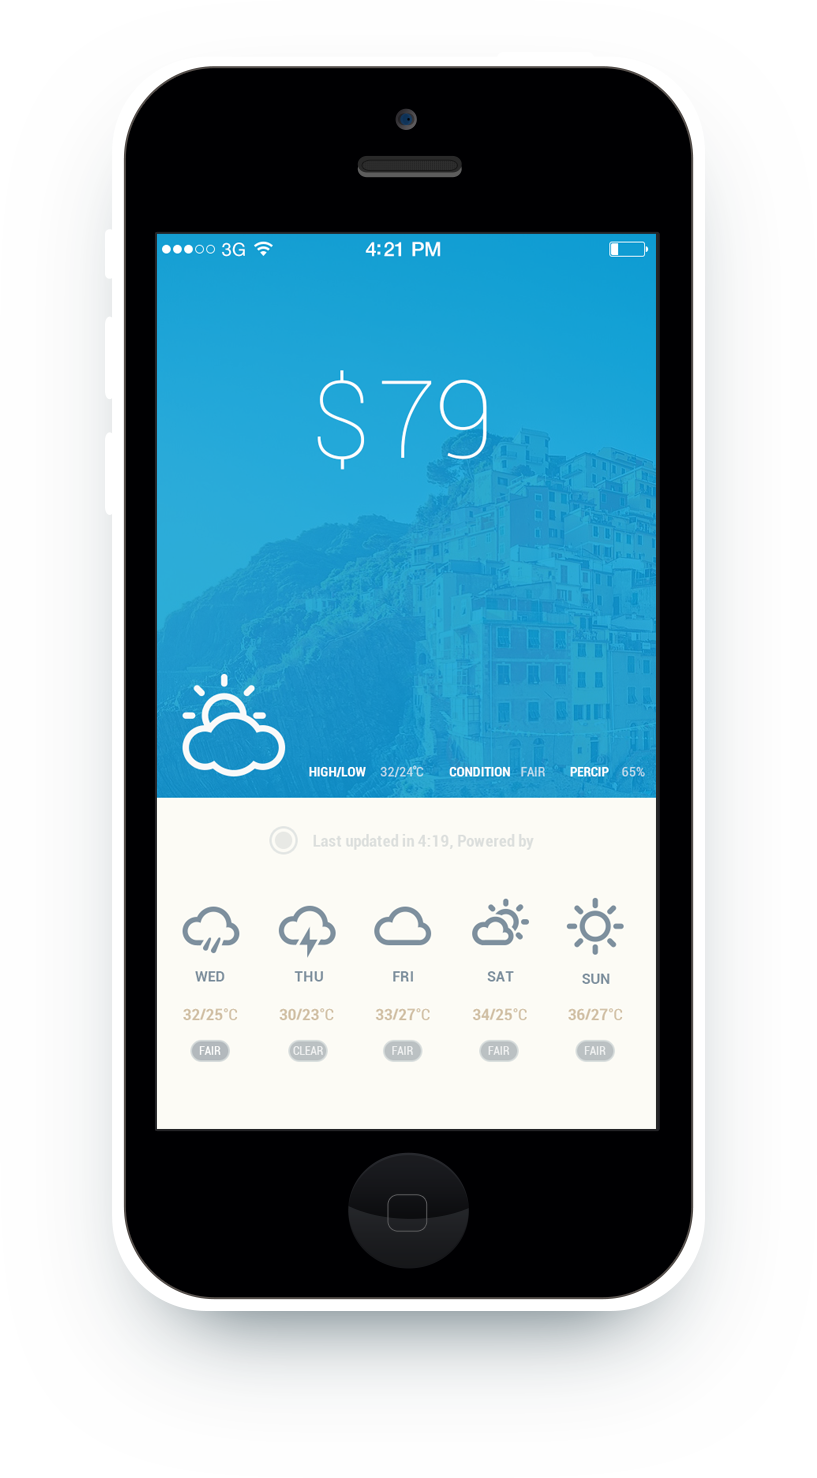 3G 4:21 PM
$79
HIGH/LOW 32/24°C CONDITION FAIR PERCIP 65%
Last updated in 4:19, Powered by
WED THU FRI SAT SUN
32/25°C 30/23°C 33/27°C 34/25°C 36/27°C
FAIR CLEAR FAIR FAIR FAIR